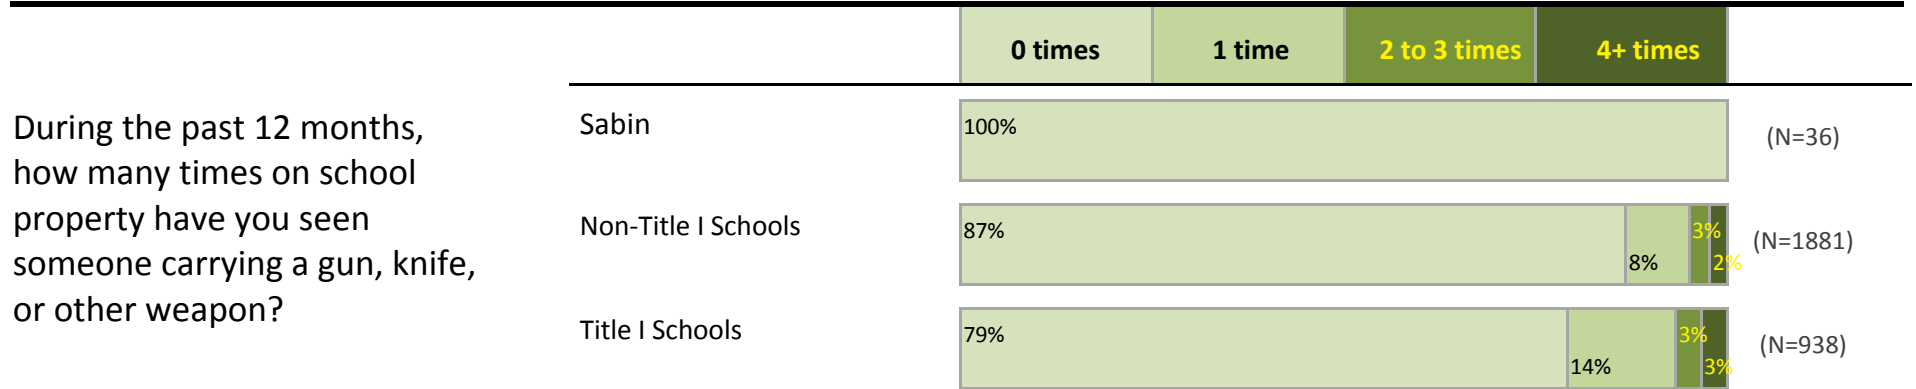 0 times 1 time 2 to 3 times 4+ times
During the past 12 months,
how many times on school
property have you seen
someone carrying a gun, knife,
or other weapon?
Sabin 100% (N=36)
Non-Title I Schools 87% 8% 3% 2% (N=1881)
Title I Schools 79% 14% 3% 3% (N=938)